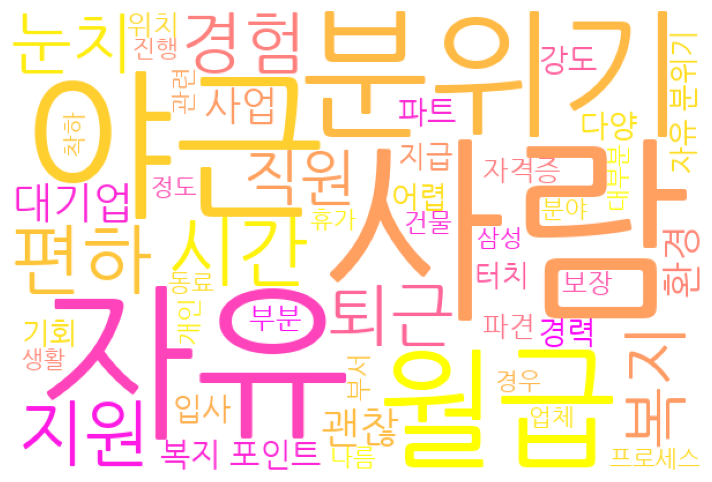 눈치
위치
진행
경험
분위기
강도
자유 분위기
야근
착하
관련
사업
파트
다양
대부분
직원
지급
자격증
사람
대기업
정도
어렵
건물
분야
휴가
삼성
환경
편하
시간
동료
터치
보장
자유
부분
퇴근
개인
기회
생활
파견
경력
복지
월급
지원
입사
부서
괜찮
경우
업체
복지 포인트
나름
프로세스